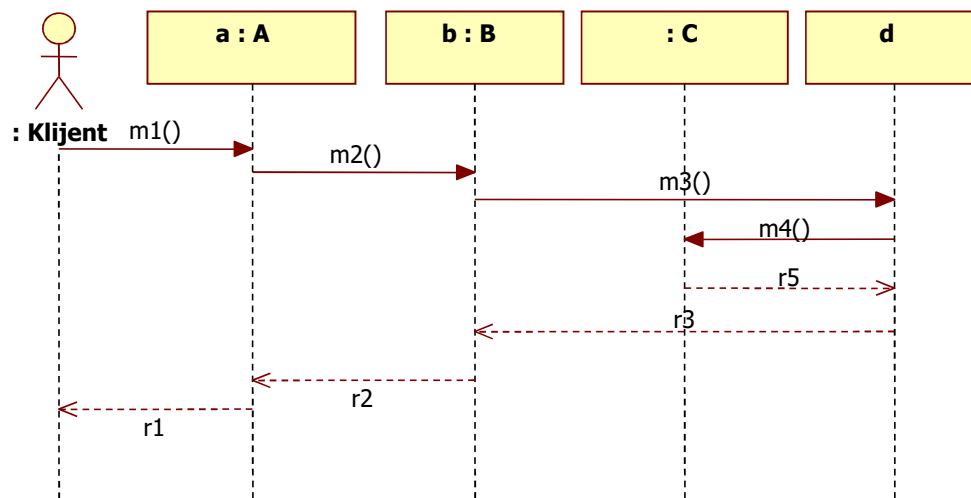 a : A
b : B
: C
d
: Klijent
m1()
m2()
m3()
m4()
r5
r3
r2
r1